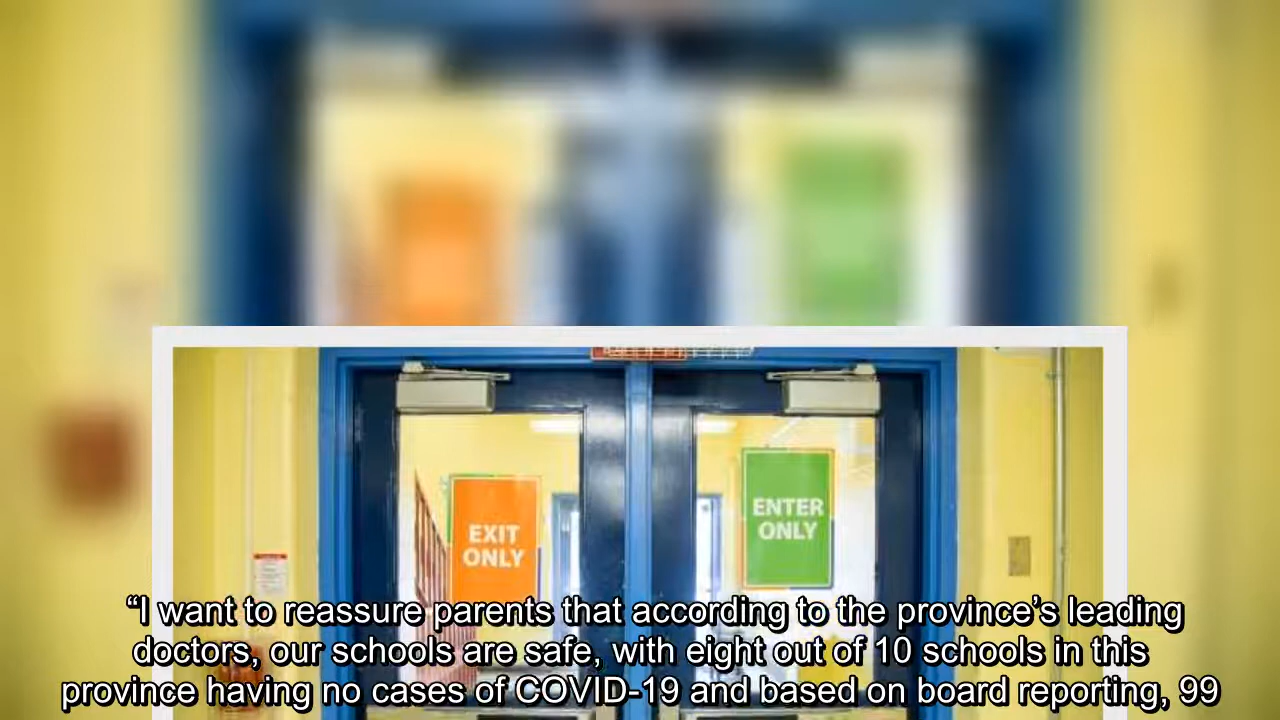 EXIT
ONLY
ENTER
ONLY
“I want to reassure parents that according to the province’s leading
doctors, our schools are safe, with eight out of 10 schools in this
province having no cases of COVID-19 and based on board reporting, 99